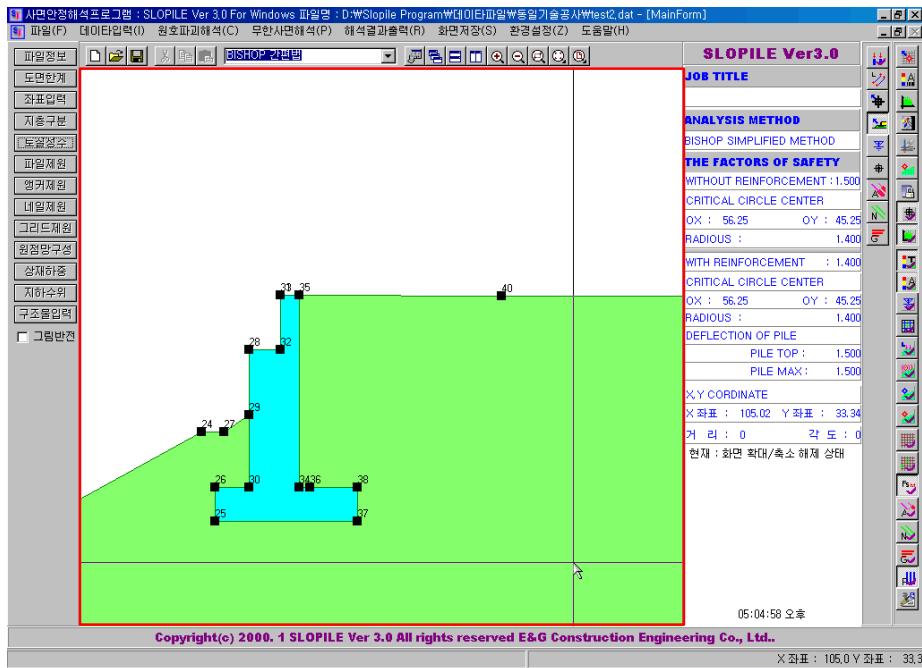 사면안정해석프로그램 : SLOPILE Ver 3,0 For Windows 파일명 : D:₩Slopile Program₩데이타파일₩동일기술공사₩test2,dat - [MainForm]
파일(F) 데이타입력(I) 원호파괴해석(C) 무한사면해석(P) 해석결과출력(R) 화면저장(S) 환경설정(Z) 도움말(H)
파일정보
BISHOP 간편법
도면한계
좌표입력
지층구분
토질상수
파일제원
앵커제원
네일제원
그리드제원
원점망구성
상재하중
지하수위
구조물입력
그림반전
35
40
28
32
29
24
27
26
30
36
38
25
37
SLOPILE Ver3.0
JOB TITLE
ANALYSIS METHOD
BISHOP SIMPLIFIED METHOD
THE FACTORS OF SAFETY
WITHOUT REINFORCEMENT : 1.500
CRITICAL CIRCLE CENTER
OX : 56.25 OY : 45.25
RADIOUS : 1.400
WITH REINFORCEMENT : 1.400
CRITICAL CIRCLE CENTER
OX : 56.25 OY : 45.25
RADIOUS : 1.400
DEFLECTION OF PILE
PILE TOP : 1.500
PILE MAX : 1.500
X,Y CORDINATE
X 좌표 : 105.02 Y 좌표 : 33.34
거 리 : 0 각 도 : 0
현재 : 화면 확대/축소 해제 상태
05:04:58 오후
Copyright(c) 2000. 1 SLOPILE Ver 3.0 All rights reserved E&G Construction Engineering Co., Ltd..
X 좌표 : 105,0 Y 좌표 : 33,3